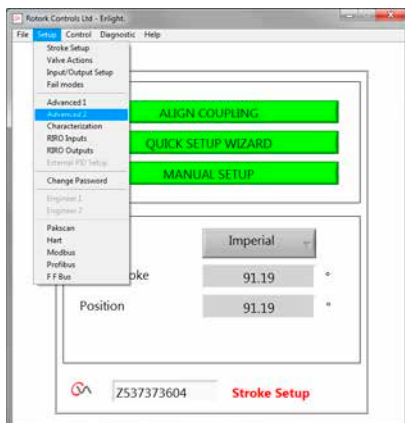 Rotork Controls Ltd - Enlight.
File Setup Control Diagnostic Help
Stroke Setup
Valve Actions
Input/Output Setup
Fail modes
Advanced 1
Advanced 2
Characterization
RIRO Inputs
RIRO Outputs
External PID Setup
Change Password
Engineer 1
Engineer 2
Pakscan
Hart
Modbus
Profibus
F F Bus
ALIGN COUPLING
QUICK SETUP WIZARD
MANUAL SETUP
Imperial
oke 91.19 °
Position 91.19 °
Z537373604 Stroke Setup